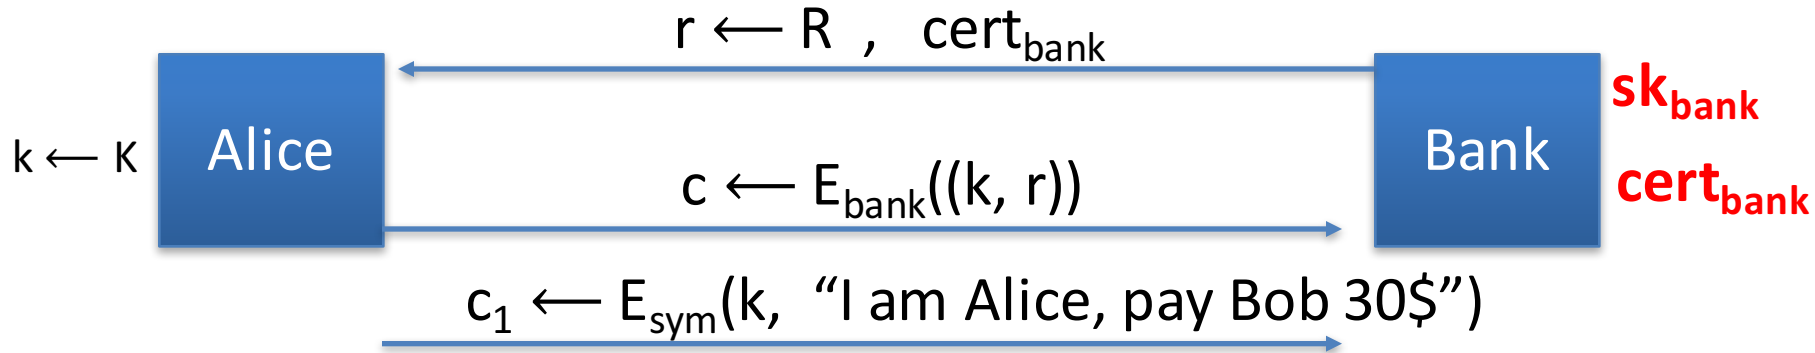 r ⟵ R , cert_bank
sk_bank
k ⟵ K
Alice
Bank
c ⟵ E_bank((k, r))
cert_bank
c_1 ⟵ E_sym(k, “I am Alice, pay Bob 30$”)